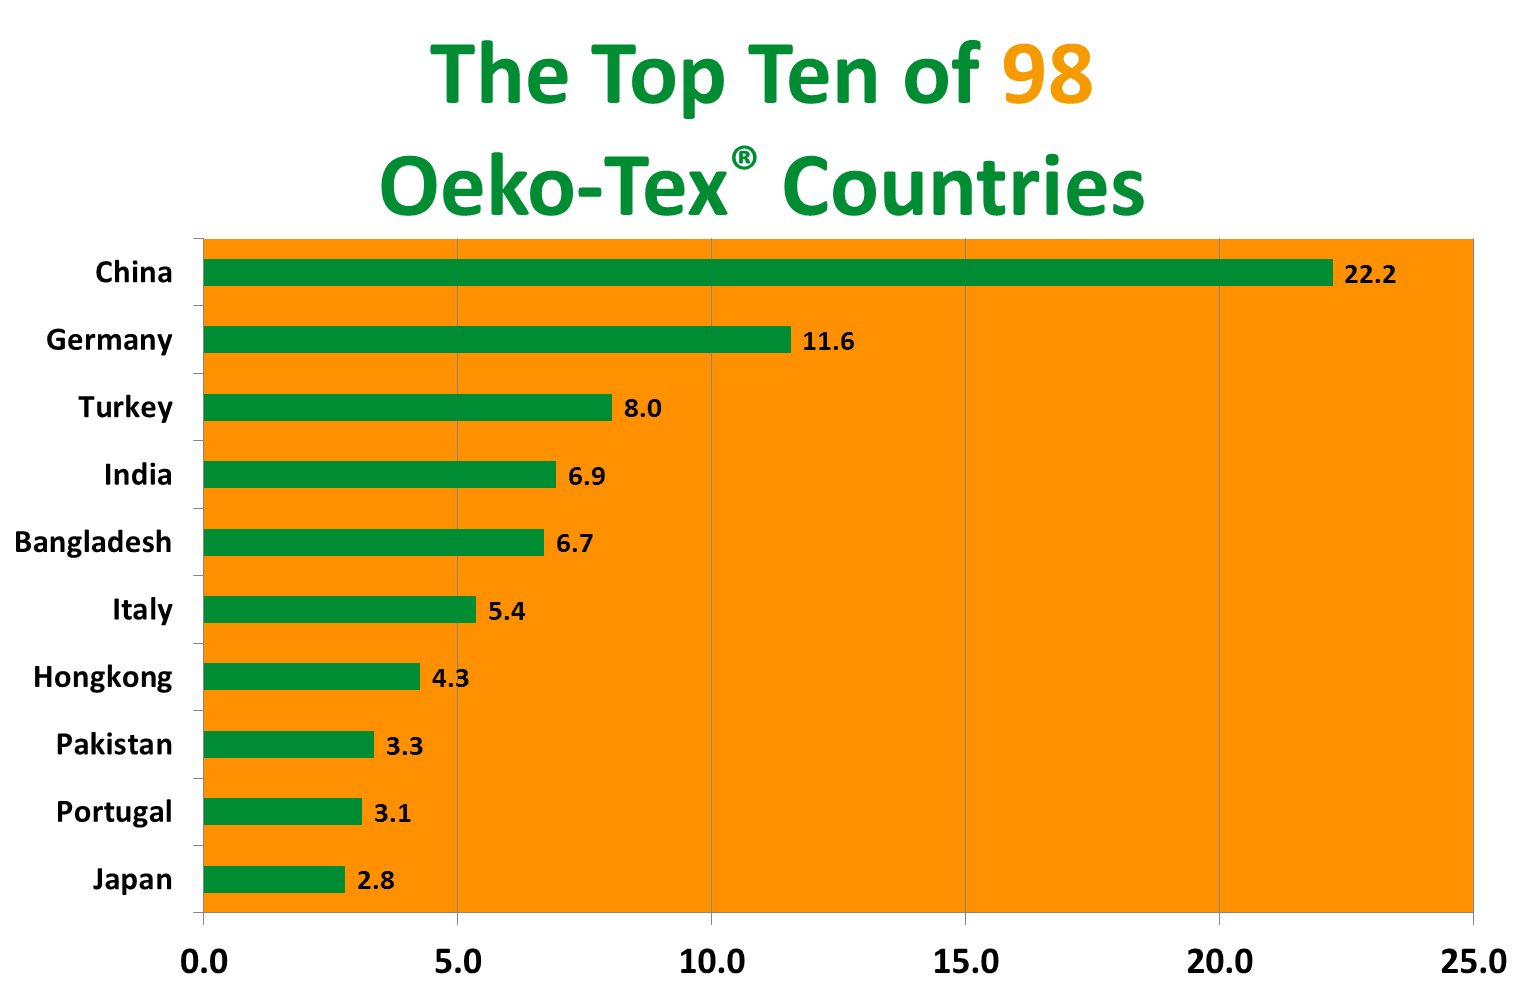 The Top Ten of 98
Oeko-Tex® Countries
China 22.2
Germany 11.6
Turkey 8.0
India 6.9
Bangladesh 6.7
Italy 5.4
Hongkong 4.3
Pakistan 3.3
Portugal 3.1
Japan 2.8
0.0 5.0 10.0 15.0 20.0 25.0